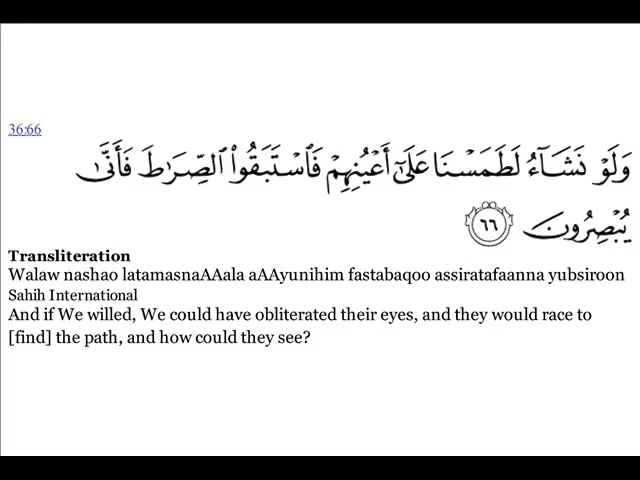 36:66
وَلَوْ نَشَآءُ لَطَمَسْنَا عَلَىٰٓ أَعْيُنِهِمْ فَٱسْتَبَقُوا۟ ٱلصِّرَٰطَ فَأَنَّىٰ
يُبْصِرُونَ ٦٦
Transliteration
Walaw nashao latamasnaAAala aAAyunihim fastabaqoo assiratafaanna yubsiroon
Sahih International
And if We willed, We could have obliterated their eyes, and they would race to
[find] the path, and how could they see?